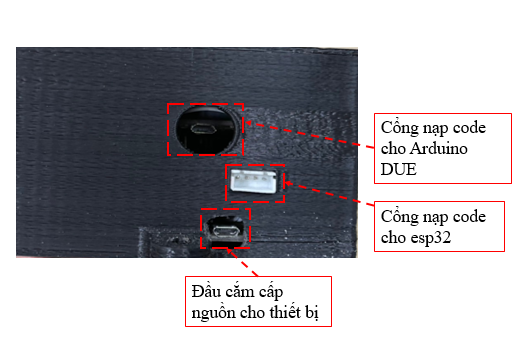 Cổng nạp code
cho Arduino
DUE
Cổng nạp code
cho esp32
Đầu cắm cấp
nguồn cho thiết bị